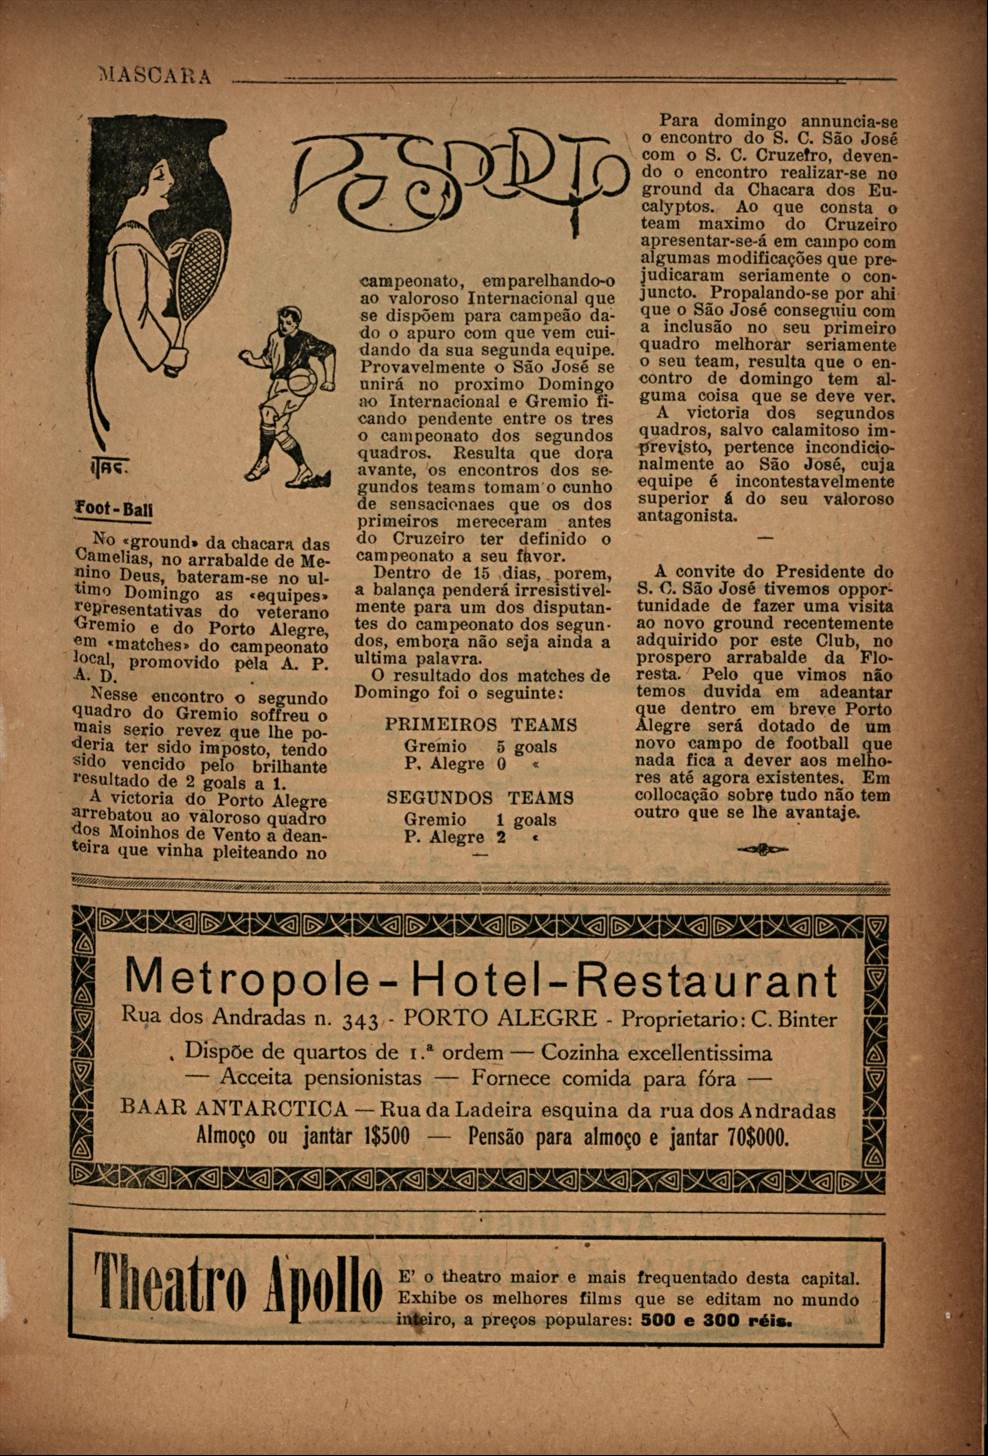 MASCARA
DESPORTO
ITAG.
Foot-Ball
No «ground» da chacara das
Camelias, no arrabalde de Me-
nino Deus, bateram-se no ul-
timo Domingo as «equipes»
representativas do veterano
Gremio e do Porto Alegre,
em «matches» do campeonato
local, promovido pela A. P.
A. D.
Nesse encontro o segundo
quadro do Gremio soffreu o
mais serio revez que lhe po-
deria ter sido imposto, tendo
sido vencido pelo brilhante
resultado de 2 goals a 1.
A victoria do Porto Alegre
arrebatou ao valoroso quadro
dos Moinhos de Vento a dean-
teira que vinha pleiteando no
campeonato, emparelhando-o
ao valoroso Internacional que
se dispõem para campeão da-
do o apuro com que vem cui-
dando da sua segunda equipe.
Provavelmente o São José se
unirá no proximo Domingo
ao Internacional e Gremio fi-
cando pendente entre os tres
o campeonato dos segundos
quadros. Resulta que dora
avante, os encontros dos se-
gundos teams tomam o cunho
de sensacionaes que os dos
primeiros mereceram antes
do Cruzeiro ter definido o
campeonato a seu favor.
Dentro de 15 dias, porem,
a balança penderá irresistivel-
mente para um dos disputan-
tes do campeonato dos segun-
dos, embora não seja ainda a
ultima palavra.
O resultado dos matches de
Domingo foi o seguinte:
PRIMEIROS TEAMS
Gremio 5 goals
P. Alegre 0 «
SEGUNDOS TEAMS
Gremio 1 goals
P. Alegre 2 «
Para domingo annuncia-se
o encontro do S. C. São José
com o S. C. Cruzeiro, deven-
do o encontro realizar-se no
ground da Chacara dos Eu-
calyptos. Ao que consta o
team maximo do Cruzeiro
apresentar-se-á em campo com
algumas modificações que pre-
judicaram seriamente o con-
juncto. Propalando-se por ahi
que o São José conseguiu com
a inclusão no seu primeiro
quadro melhorar seriamente
o seu team, resulta que o en-
contro de domingo tem al-
guma coisa que se deve ver.
A victoria dos segundos
quadros, salvo calamitoso im-
previsto, pertence incondicio-
nalmente ao São José, cuja
equipe é incontestavelmente
superior á do seu valoroso
antagonista.
A convite do Presidente do
S. C. São José tivemos oppor-
tunidade de fazer uma visita
ao novo ground recentemente
adquirido por este Club, no
prospero arrabalde da Flo-
resta. Pelo que vimos não
temos duvida em adeantar
que dentro em breve Porto
Alegre será dotado de um
novo campo de football que
nada fica a dever aos melho-
res até agora existentes. Em
collocação sobre tudo não tem
outro que se lhe avantaje.
Metropole-Hotel-Restaurant
Rua dos Andradas n. 343 - PORTO ALEGRE - Proprietario: C. Binter
Dispõe de quartos de 1.ª ordem — Cozinha excellentissima
— Acceita pensionistas — Fornece comida para fóra —
BAAR ANTARCTICA — Rua da Ladeira esquina da rua dos Andradas
Almoço ou jantar 1$500 — Pensão para almoço e jantar 70$000.
Theatro Apollo
E' o theatro maior e mais frequentado desta capital.
Exhibe os melhores films que se editam no mundo
inteiro, a preços populares: 500 e 300 réis.